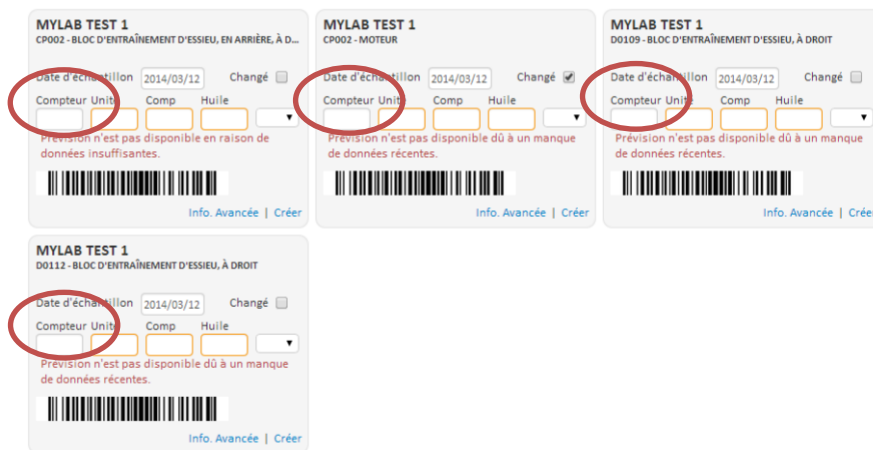 MYLAB TEST 1
CP002 - BLOC D'ENTRAÎNEMENT D'ESSIEU, EN ARRIÈRE, À D...
Date d'échantillon 2014/03/12 Changé
Compteur Unité Comp Huile
Prévision n'est pas disponible en raison de
données insuffisantes.
Info. Avancée | Créer
MYLAB TEST 1
CP002 - MOTEUR
Date d'échantillon 2014/03/12 Changé
Compteur Unité Comp Huile
Prévision n'est pas disponible dû à un manque
de données récentes.
Info. Avancée | Créer
MYLAB TEST 1
D0109 - BLOC D'ENTRAÎNEMENT D'ESSIEU, À DROIT
Date d'échantillon 2014/03/12 Changé
Compteur Unité Comp Huile
Prévision n'est pas disponible dû à un manque
de données récentes.
Info. Avancée | Créer
MYLAB TEST 1
D0112 - BLOC D'ENTRAÎNEMENT D'ESSIEU, À DROIT
Date d'échantillon 2014/03/12 Changé
Compteur Unité Comp Huile
Prévision n'est pas disponible dû à un manque
de données récentes.
Info. Avancée | Créer